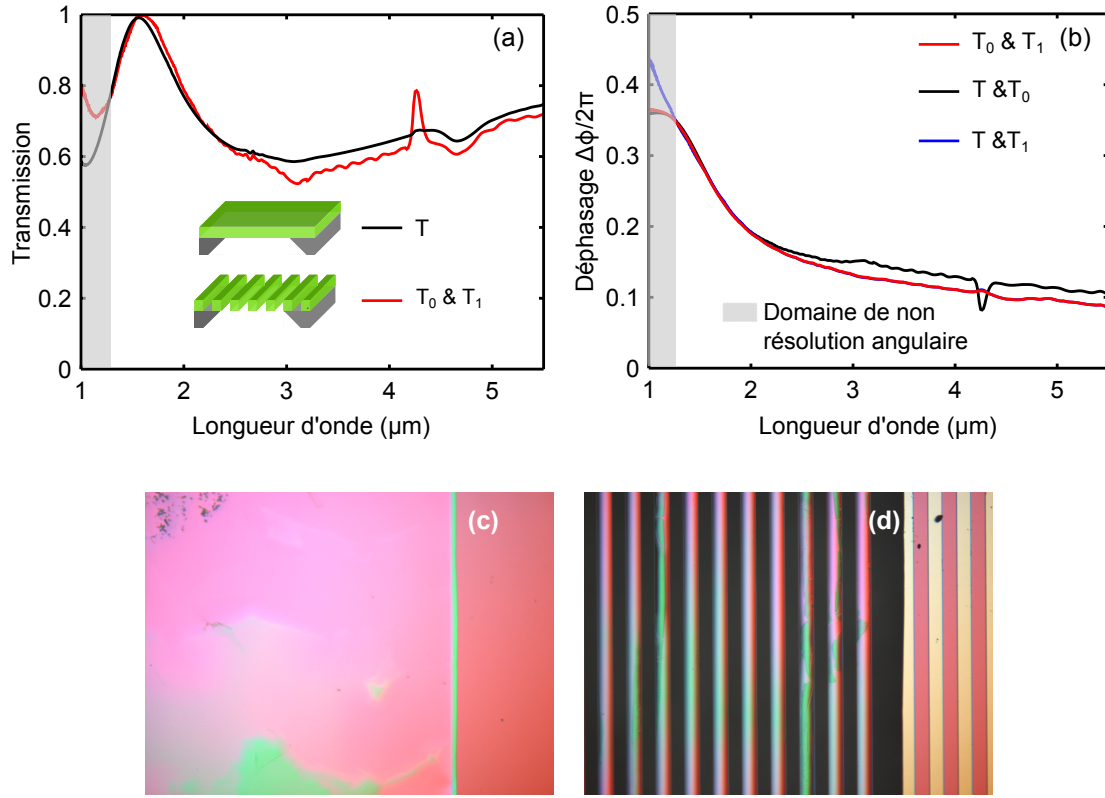 (a)
Transmission
1
0.8
0.6
0.4
0.2
0
T
T0 & T1
1 2 3 4 5
Longueur d'onde (µm)
(b)
Déphasage Δϕ/2π
0.5
0.4
0.3
0.2
0.1
0
T0 & T1
T &T0
T &T1
Domaine de non
résolution angulaire
1 2 3 4 5
Longueur d'onde (µm)
(c)
(d)